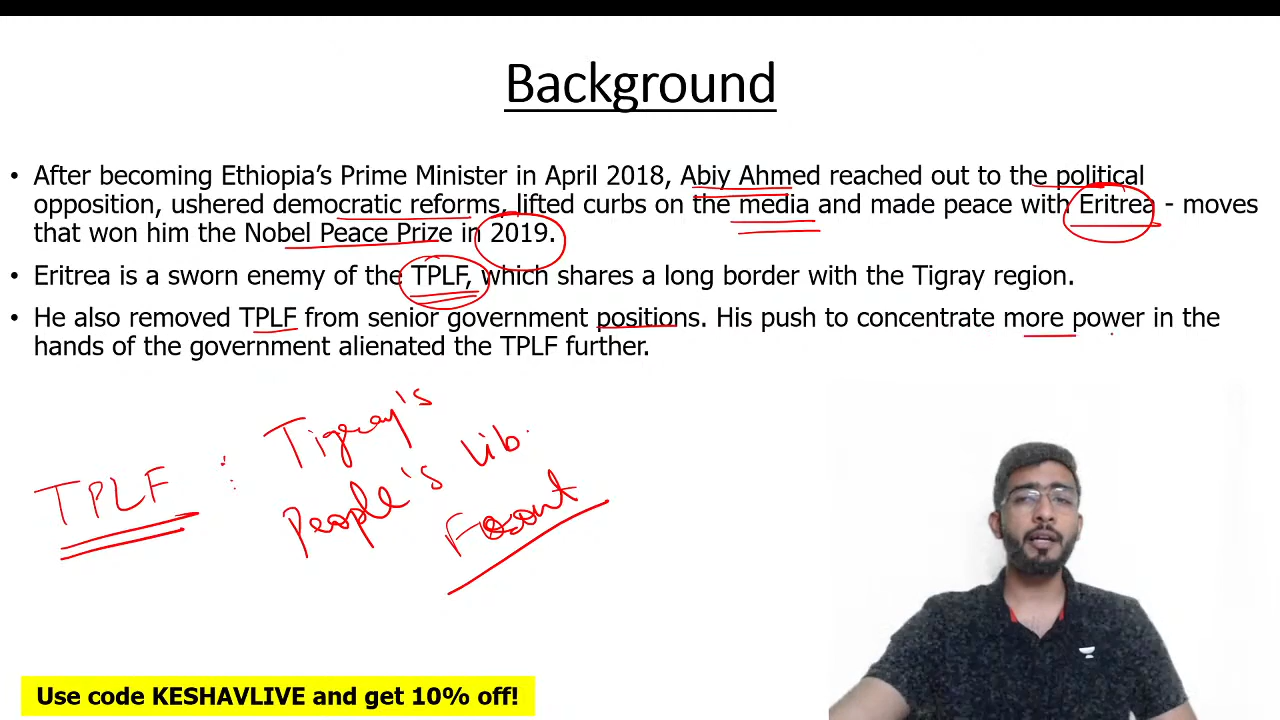 Background
• After becoming Ethiopia's Prime Minister in April 2018, Abiy Ahmed reached out to the political
opposition, ushered democratic reforms, lifted curbs on the media and made peace with Eritrea - moves
that won him the Nobel Peace Prize in 2019.
• Eritrea is a sworn enemy of the TPLF, which shares a long border with the Tigray region.
• He also removed TPLF from senior government positions. His push to concentrate more power in the
hands of the government alienated the TPLF further.
TPLF : Tigray's
People's Lib.
Front
Use code KESHAVLIVE and get 10% off!